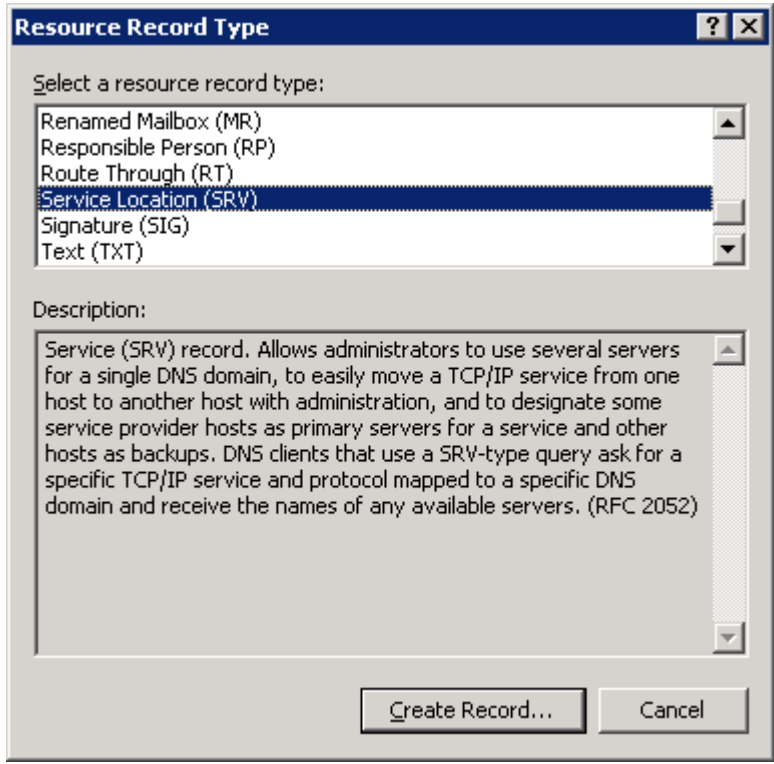 Resource Record Type
Select a resource record type:
Renamed Mailbox (MR)
Responsible Person (RP)
Route Through (RT)
Service Location (SRV)
Signature (SIG)
Text (TXT)
Description:
Service (SRV) record. Allows administrators to use several servers
for a single DNS domain, to easily move a TCP/IP service from one
host to another host with administration, and to designate some
service provider hosts as primary servers for a service and other
hosts as backups. DNS clients that use a SRV-type query ask for a
specific TCP/IP service and protocol mapped to a specific DNS
domain and receive the names of any available servers. (RFC 2052)
Create Record... Cancel